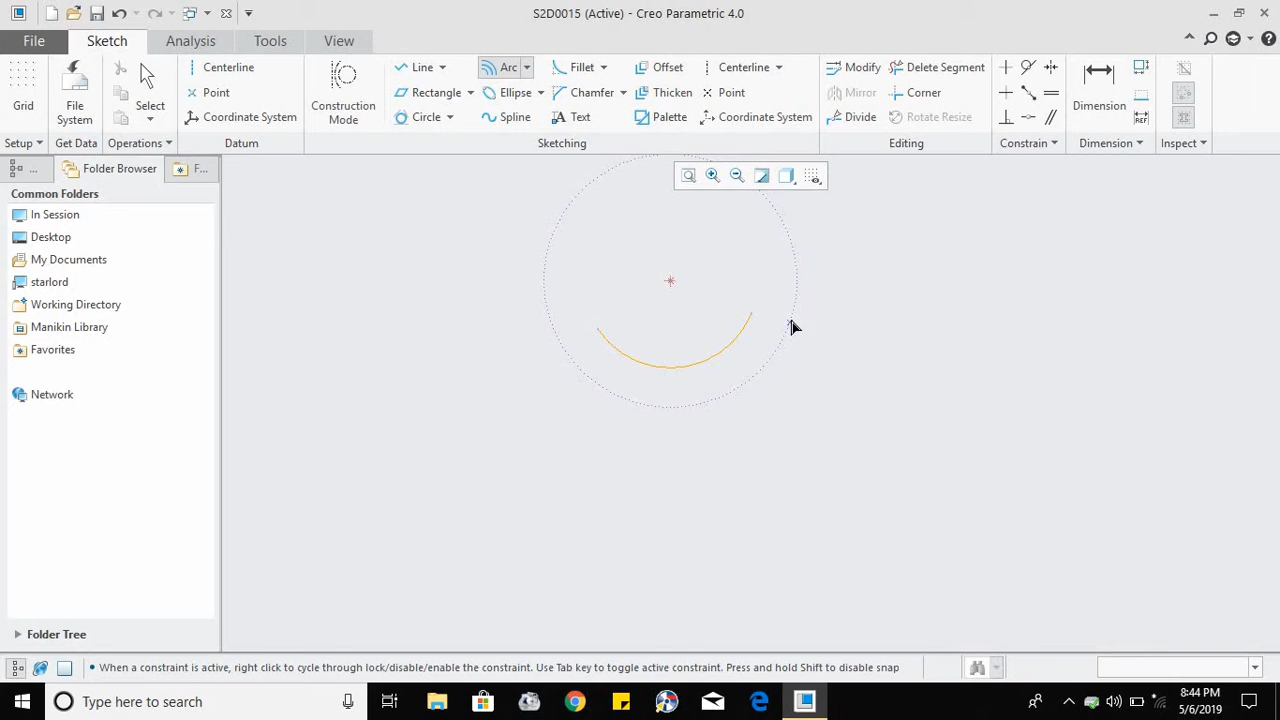 S2D0015 (Active) - Creo Parametric 4.0
File Sketch Analysis Tools View
Grid
File System
Select
Centerline
Point
Coordinate System
Construction Mode
Line Arc Fillet Offset Centerline
Rectangle Ellipse Chamfer Thicken Point
Circle Spline Text Palette Coordinate System
Modify Delete Segment
Mirror Corner
Divide Rotate Resize
Dimension
REF
Setup Get Data Operations Datum Sketching Editing Constrain Dimension Inspect
... Folder Browser F...
Common Folders
In Session
Desktop
My Documents
starlord
Working Directory
Manikin Library
Favorites
Network
Folder Tree
• When a constraint is active, right click to cycle through lock/disable/enable the constraint. Use Tab key to toggle active constraint. Press and hold Shift to disable snap
Type here to search
8:44 PM
5/6/2019